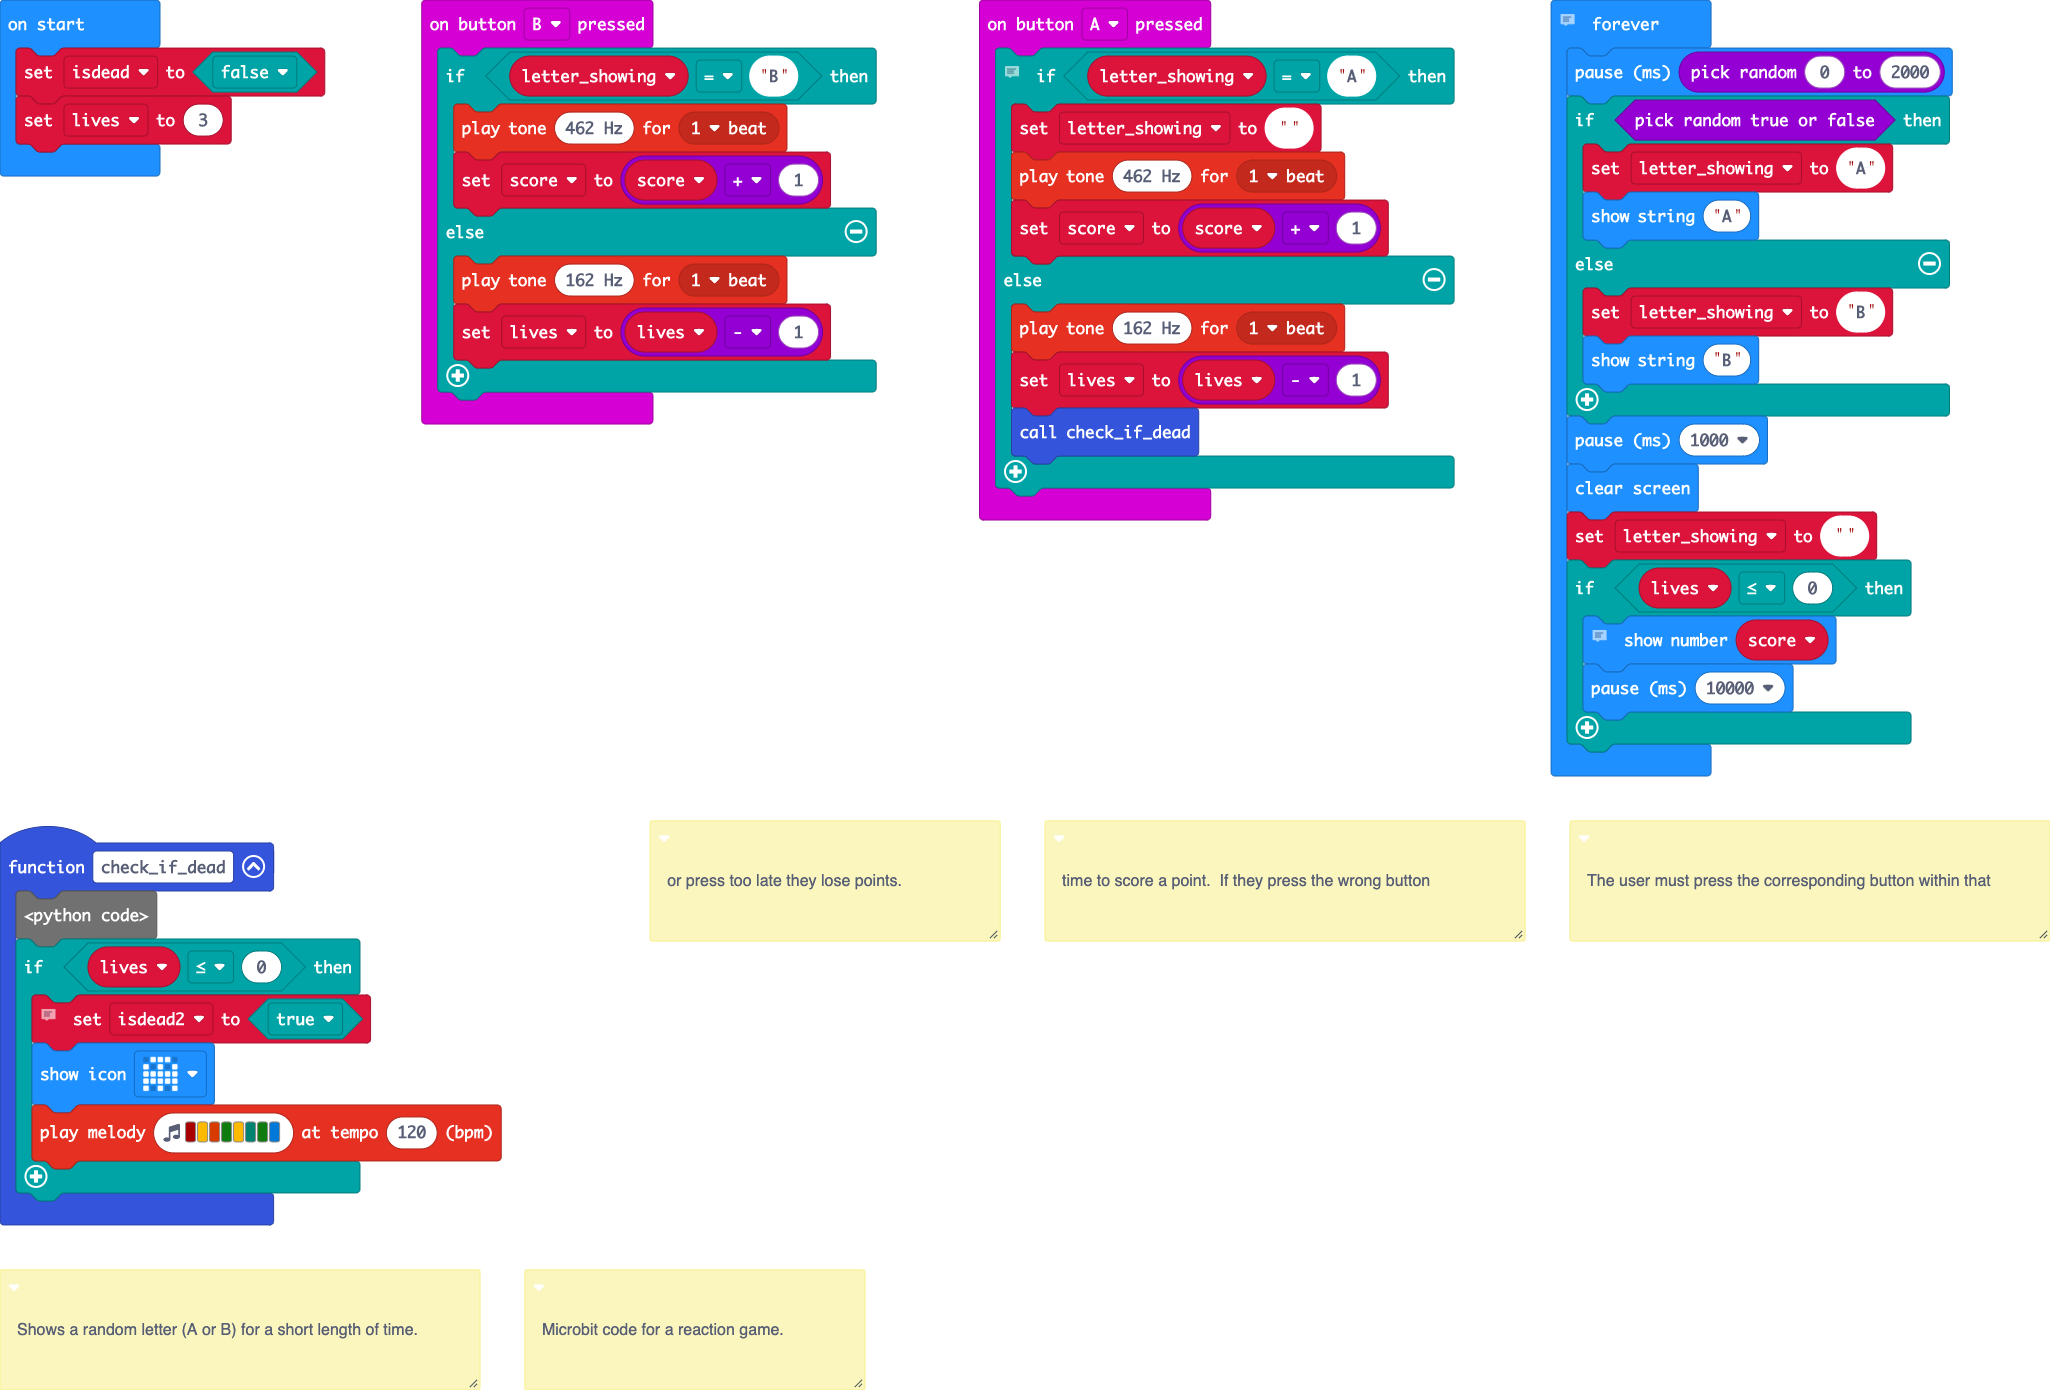 on start
set isdead to false
set lives to 3
on button B pressed
if letter_showing = "B" then
play tone 462 Hz for 1 beat
set score to score + 1
else
play tone 162 Hz for 1 beat
set lives to lives - 1
on button A pressed
if letter_showing = "A" then
set letter_showing to " "
play tone 462 Hz for 1 beat
set score to score + 1
else
play tone 162 Hz for 1 beat
set lives to lives - 1
call check_if_dead
forever
pause (ms) pick random 0 to 2000
if pick random true or false then
set letter_showing to "A"
show string "A"
else
set letter_showing to "B"
show string "B"
pause (ms) 1000
clear screen
set letter_showing to " "
if lives ≤ 0 then
show number score
pause (ms) 10000
function check_if_dead
<python code>
if lives ≤ 0 then
set isdead2 to true
show icon
play melody at tempo 120 (bpm)
or press too late they lose points.
time to score a point. If they press the wrong button
The user must press the corresponding button within that
Shows a random letter (A or B) for a short length of time.
Microbit code for a reaction game.